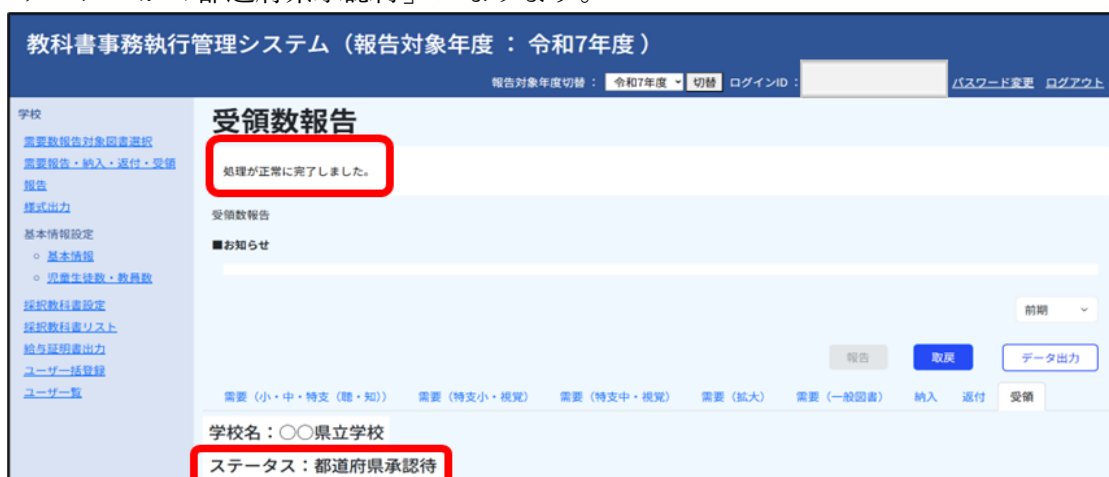 都道府県承認待」になります。
教科書事務執行管理システム（報告対象年度 ： 令和7年度 ）
報告対象年度切替： 令和7年度 切替 ログインID： パスワード変更 ログアウト
学校
需要数報告対象図書選択
需要報告・納入・返付・受領
報告
様式出力
基本情報設定
基本情報
児童生徒数・教員数
採択教科書設定
採択教科書リスト
給与証明書出力
ユーザ一括登録
ユーザ一覧
受領数報告
処理が正常に完了しました。
受領数報告
■お知らせ
前期
報告 取戻 データ出力
需要（小・中・特支（聴・知）） 需要（特支小・視覚） 需要（特支中・視覚） 需要（拡大） 需要（一般図書） 納入 返付 受領
学校名：〇〇県立学校
ステータス：都道府県承認待